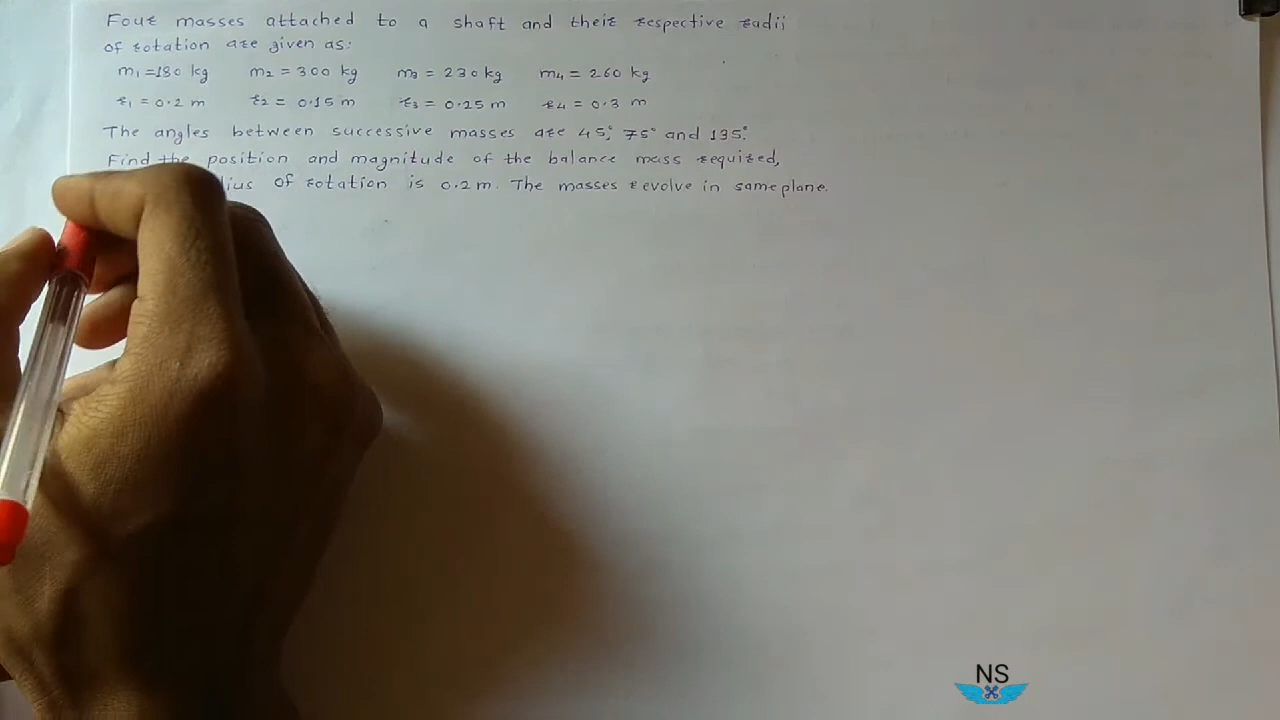 Four masses attached to a shaft and their respective radii
of rotation are given as:
m₁ = 180 kg m₂ = 300 kg m₃ = 230 kg m₄ = 260 kg
r₁ = 0.2 m r₂ = 0.15 m r₃ = 0.25 m r₄ = 0.3 m
The angles between successive masses are 45°, 75° and 135°.
Find the position and magnitude of the balance mass required,
of rotation is 0.2 m. The masses revolve in same plane.
NS